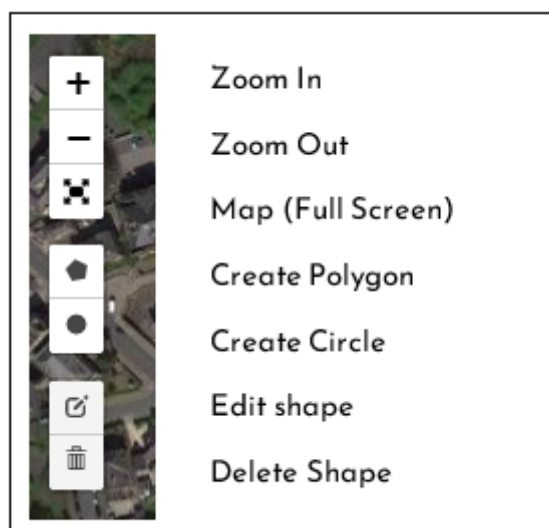 Zoom In
Zoom Out
Map (Full Screen)
Create Polygon
Create Circle
Edit shape
Delete Shape